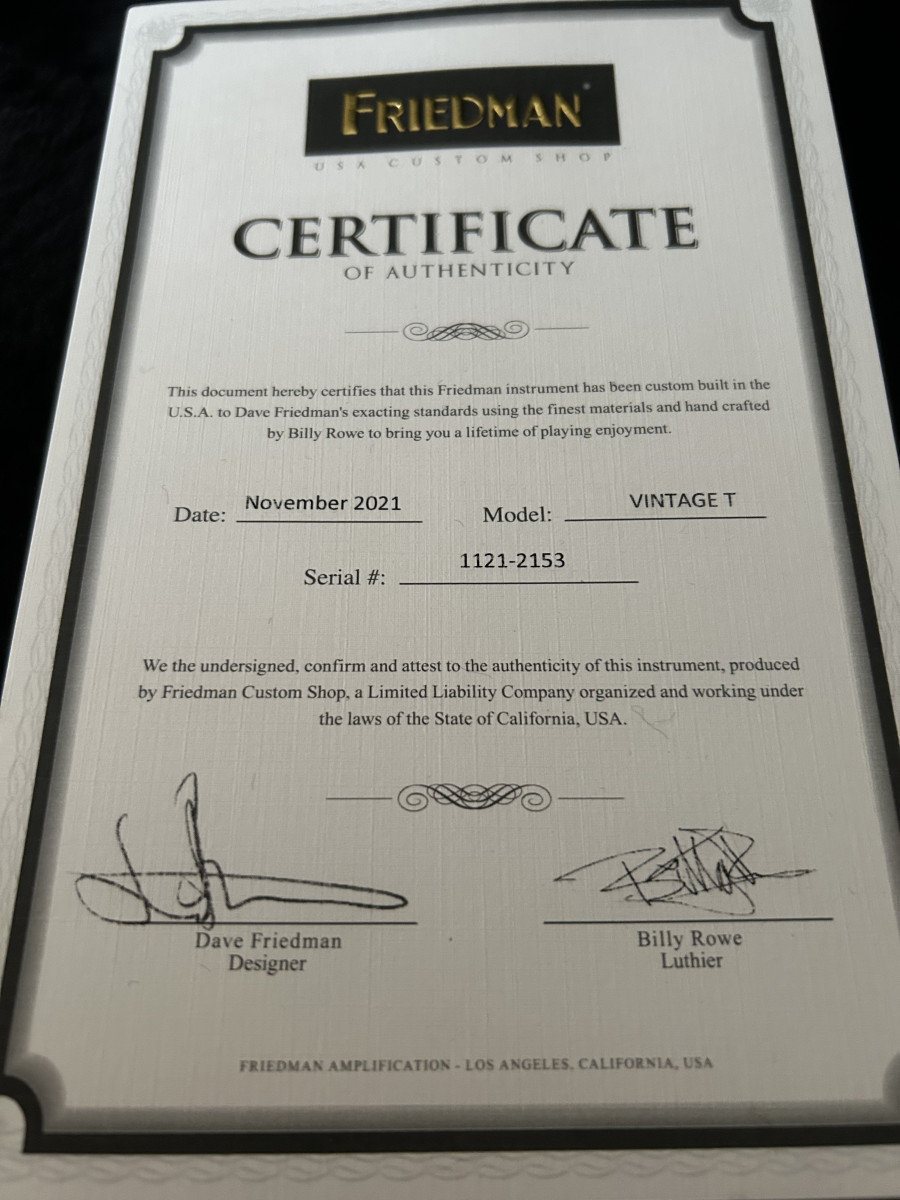 FRIEDMAN
USA CUSTOM SHOP
CERTIFICATE
OF AUTHENTICITY
This document hereby certifies that this Friedman instrument has been custom built in the
U.S.A. to Dave Friedman's exacting standards using the finest materials and hand crafted
by Billy Rowe to bring you a lifetime of playing enjoyment.
Date: November 2021 Model: VINTAGE T
Serial #: 1121-2153
We the undersigned, confirm and attest to the authenticity of this instrument, produced
by Friedman Custom Shop, a Limited Liability Company organized and working under
the laws of the State of California, USA.
Dave Friedman Billy Rowe
Designer Luthier
FRIEDMAN AMPLIFICATION - LOS ANGELES, CALIFORNIA, USA